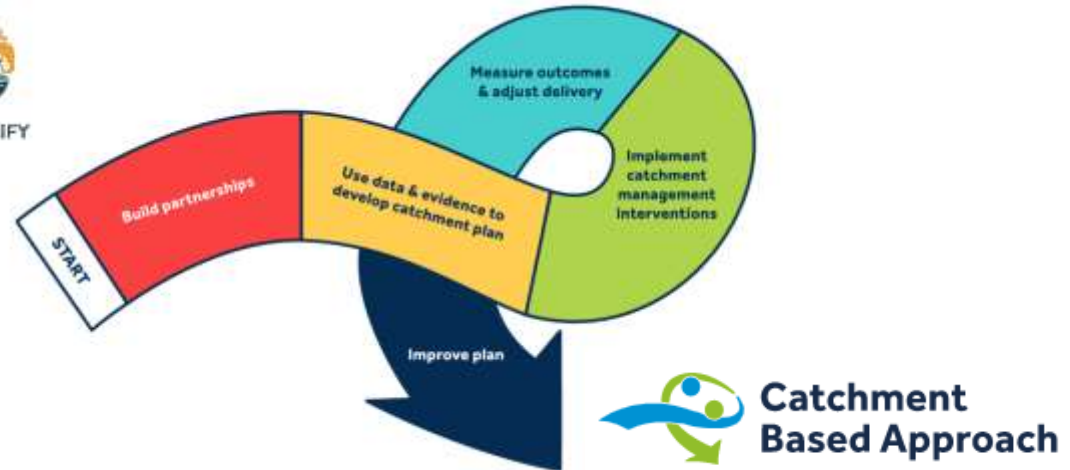 IFY
START
Build partnerships
Use data & evidence to
develop catchment plan
Implement
catchment
management
interventions
Measure outcomes
& adjust delivery
Improve plan
Catchment
Based Approach